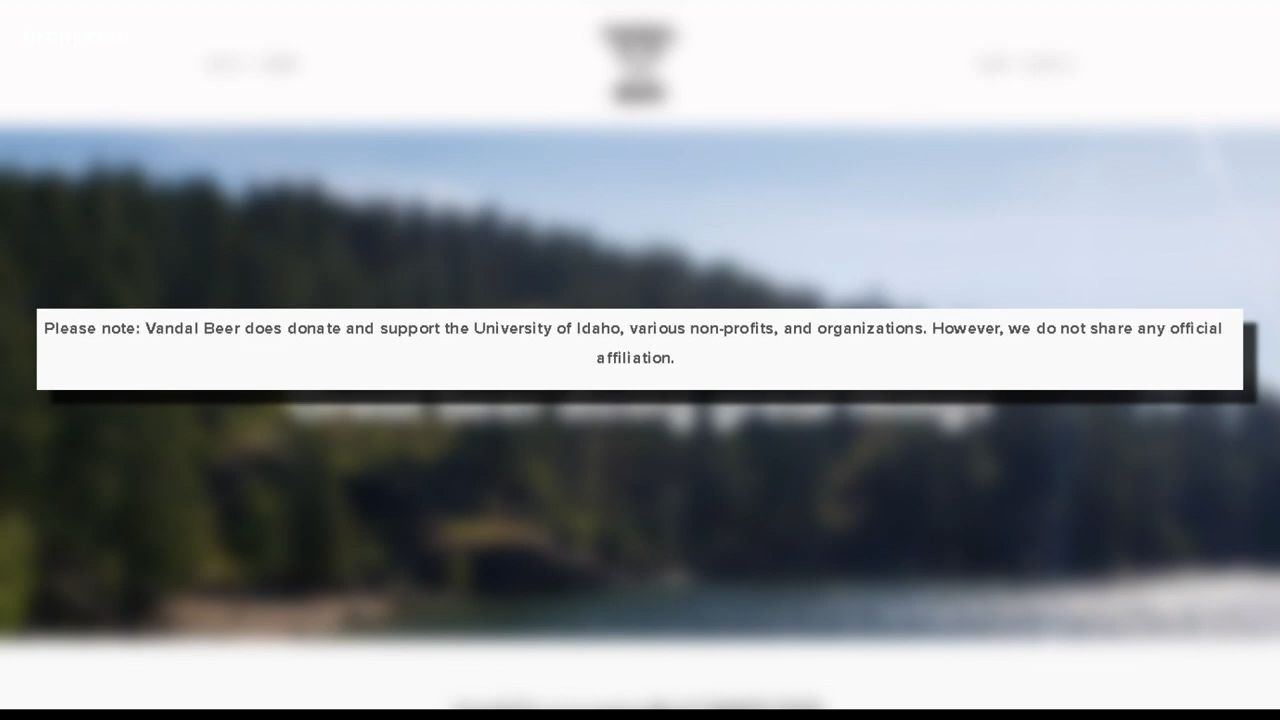 Please note: Vandal Beer does donate and support the University of Idaho, various non-profits, and organizations. However, we do not share any official
affiliation.